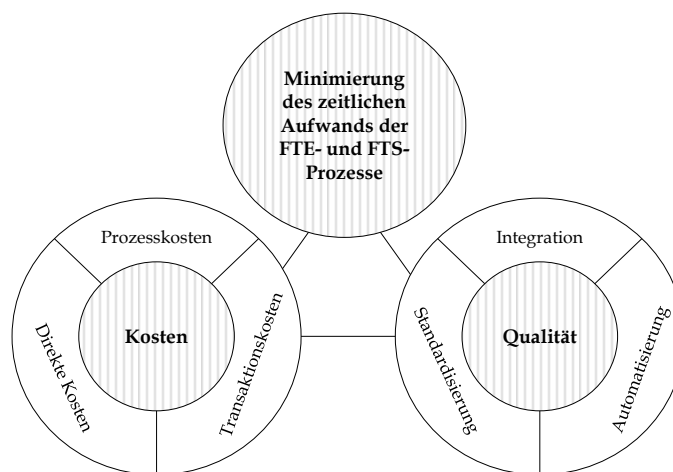 Minimierung
des zeitlichen
Aufwands der
FTE- und FTS-
Prozesse
Prozesskosten
Direkte Kosten
Kosten
Transaktionskosten
Integration
Standardisierung
Qualität
Automatisierung